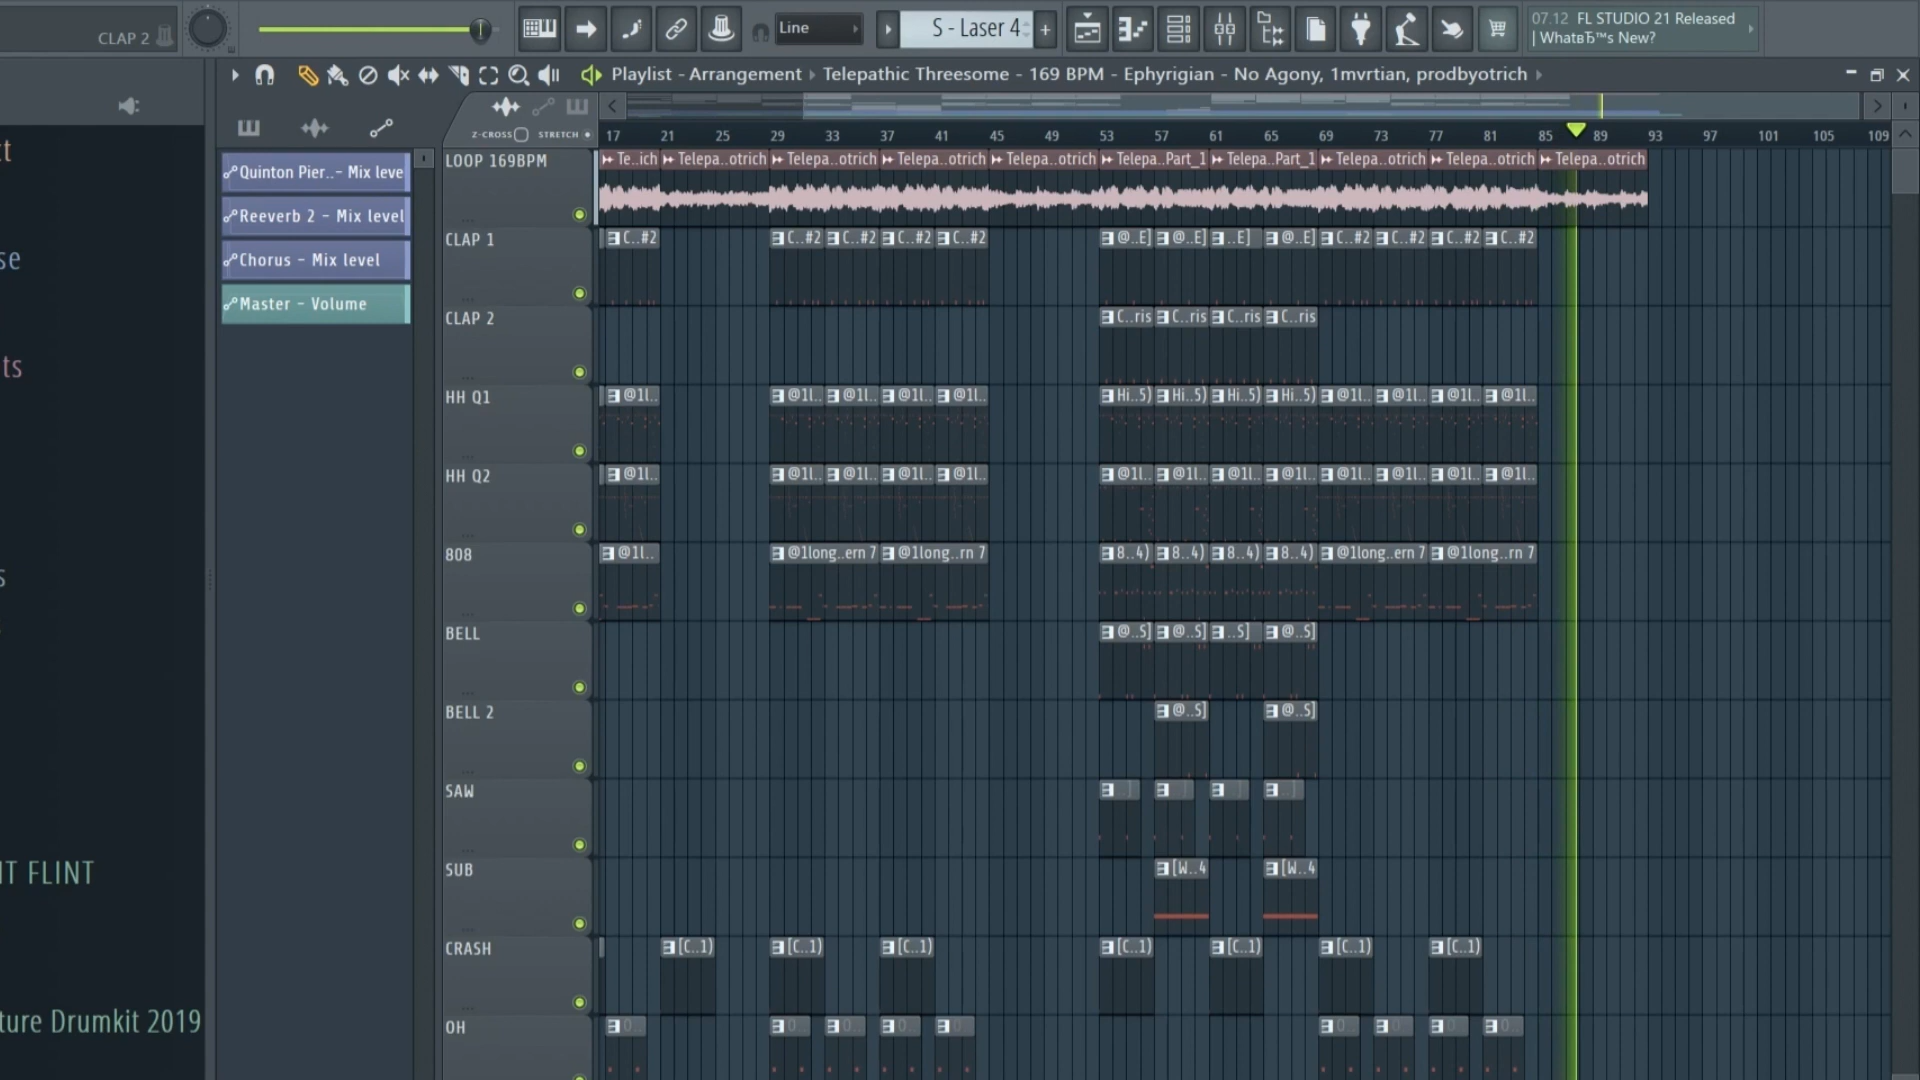 CLAP 2
Line
S - Laser 4
07.12 FL STUDIO 21 Released
| WhatвЂ™s New?
Playlist - Arrangement
Telepathic Threesome - 169 BPM - Ephyrigian - No Agony, 1mvrtian, prodbyotrich
Z-CROSS STRETCH
17 21 25 29 33 37 41 45 49 53 57 61 65 69 73 77 81 85 89 93 97 101 105 109
Quinton Pier..- Mix leve
Reeverb 2 - Mix level
Chorus - Mix level
Master - Volume
LOOP 169BPM
Te..ich Telepa..otrich Telepa..otrich Telepa..otrich Telepa..otrich Telepa..Part_1 Telepa..Part_1 Telepa..otrich Telepa..otrich Telepa..otrich
CLAP 1
C..#2 C..#2 C..#2 C..#2 C..#2 @..E] @..E] ..E] @..E] C..#2 C..#2 C..#2 C..#2
CLAP 2
C..ris C..ris C..ris C..ris
HH Q1
@1l.. @1l.. @1l.. @1l.. @1l.. Hi..5) Hi..5) Hi..5) Hi..5) @1l.. @1l.. @1l.. @1l..
HH Q2
@1l.. @1l.. @1l.. @1l.. @1l.. @1l.. @1l.. @1l.. @1l.. @1l.. @1l.. @1l.. @1l..
808
@1l.. @1long..ern 7 @1long..rn 7 8..4) 8..4) 8..4) 8..4) @1long..ern 7 @1long..rn 7
BELL
@..S] @..S] ..S] @..S]
BELL 2
@..S] @..S]
SAW
SUB
[W..4 [W..4
CRASH
[C..1) [C..1) [C..1) [C..1) [C..1) [C..1) [C..1)
OH
t
se
ts
s
IT FLINT
ture Drumkit 2019